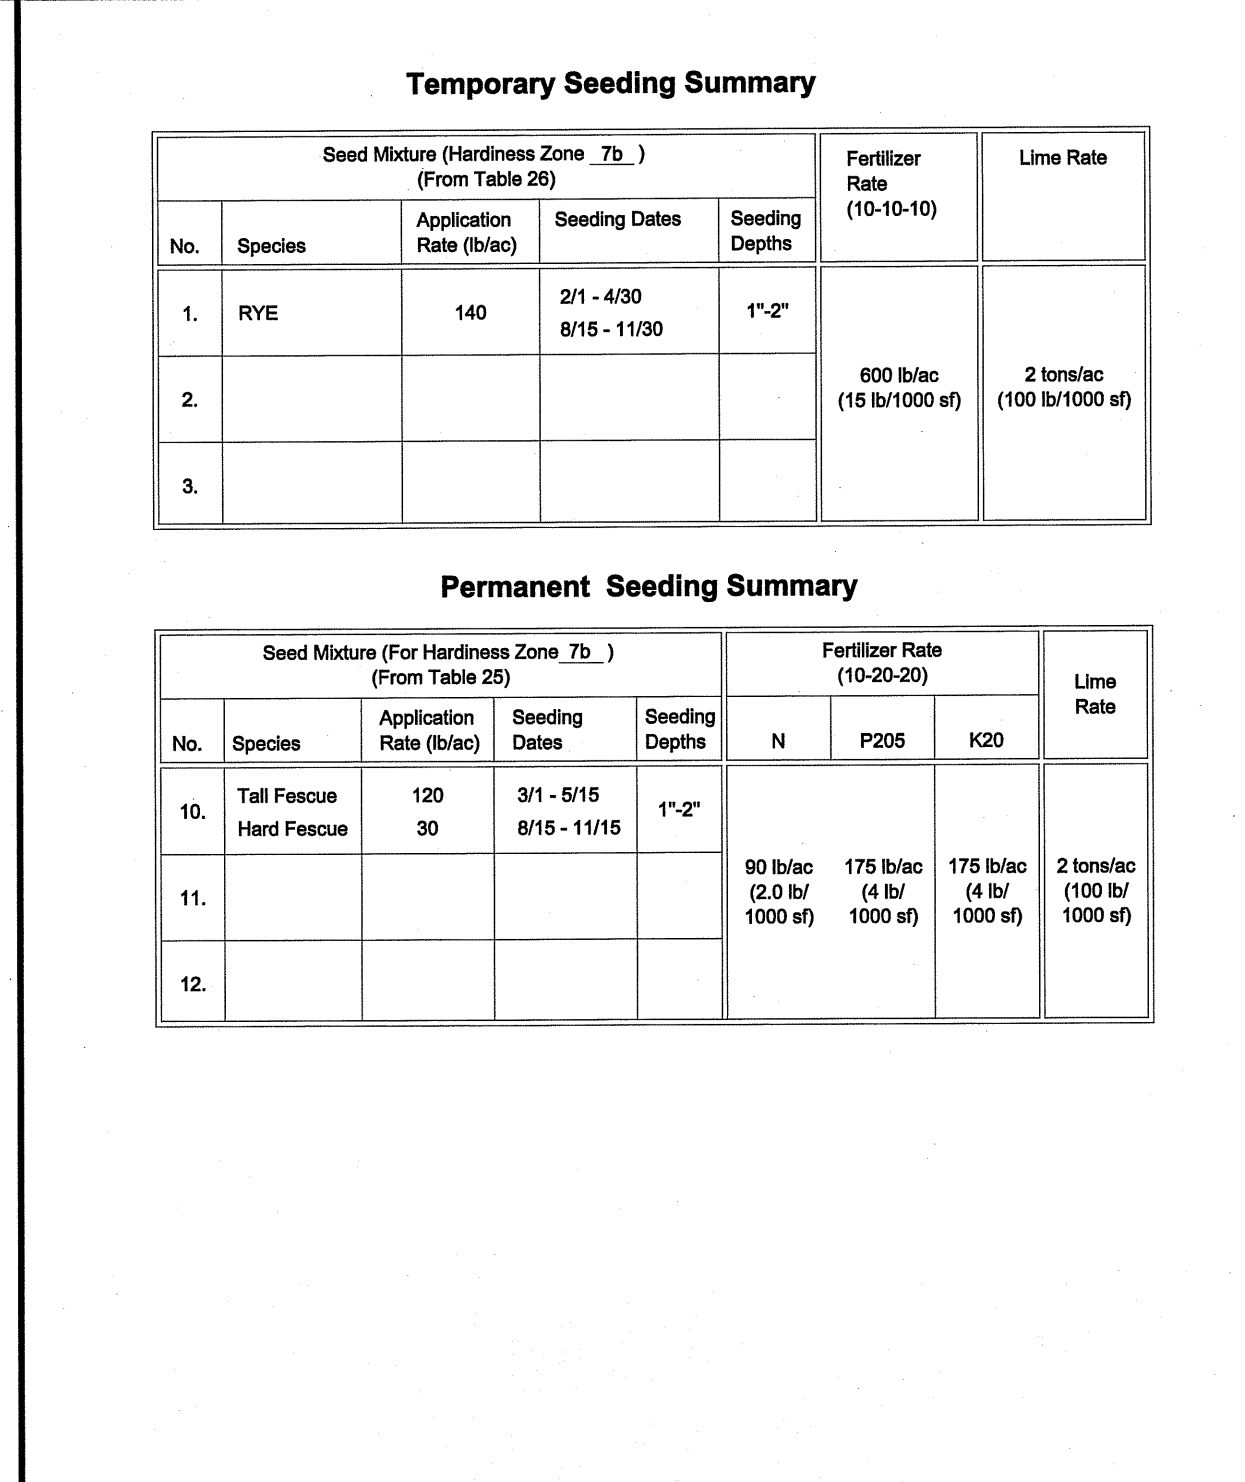 Temporary Seeding Summary
Seed Mixture (Hardiness Zone 7b )
(From Table 26)
Fertilizer
Rate
(10-10-10)
Lime Rate
No.
Species
Application
Rate (lb/ac)
Seeding Dates
Seeding
Depths
1.
RYE
140
2/1 - 4/30
8/15 - 11/30
1"-2"
600 lb/ac
(15 lb/1000 sf)
2 tons/ac
(100 lb/1000 sf)
2.
3.
Permanent Seeding Summary
Seed Mixture (For Hardiness Zone 7b )
(From Table 25)
Fertilizer Rate
(10-20-20)
Lime
Rate
No.
Species
Application
Rate (lb/ac)
Seeding
Dates
Seeding
Depths
N
P205
K20
10.
Tall Fescue
Hard Fescue
120
30
3/1 - 5/15
8/15 - 11/15
1"-2"
90 lb/ac
(2.0 lb/
1000 sf)
175 lb/ac
(4 lb/
1000 sf)
175 lb/ac
(4 lb/
1000 sf)
2 tons/ac
(100 lb/
1000 sf)
11.
12.